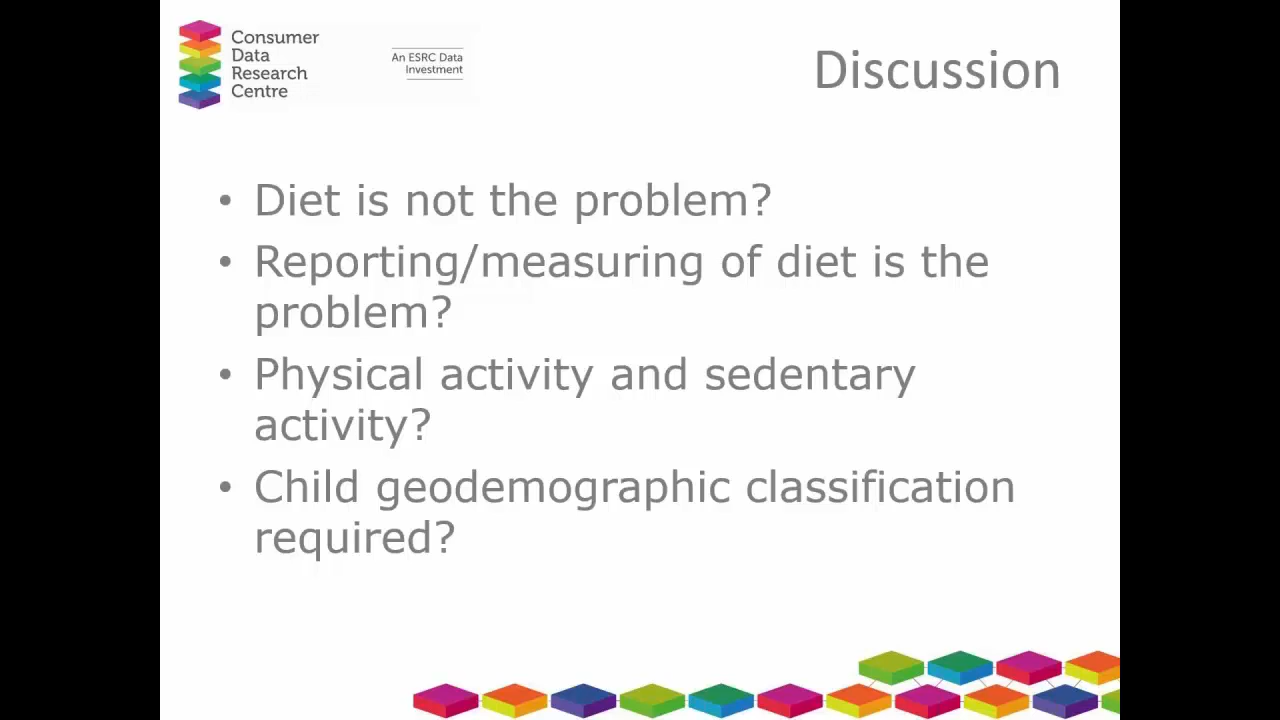 Consumer
Data
Research
Centre
An ESRC Data
Investment
Discussion
• Diet is not the problem?
• Reporting/measuring of diet is the
problem?
• Physical activity and sedentary
activity?
• Child geodemographic classification
required?